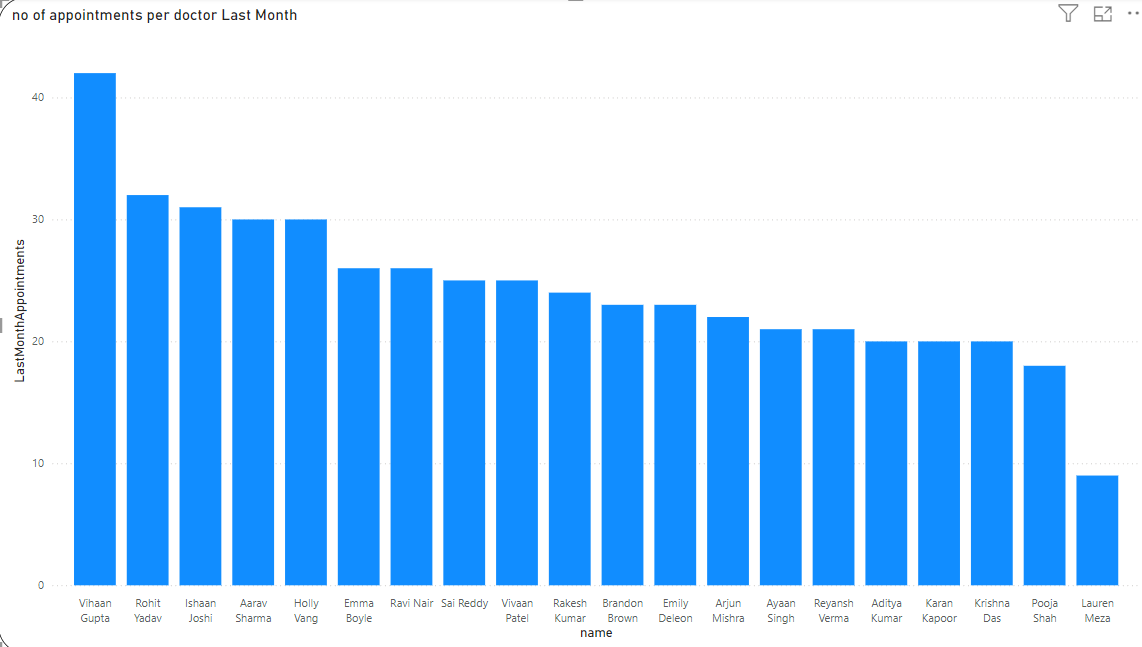 no of appointments per doctor Last Month
LastMonthAppointments
40
30
20
10
0
Vihaan Gupta
Rohit Yadav
Ishaan Joshi
Aarav Sharma
Holly Vang
Emma Boyle
Ravi Nair
Sai Reddy
Vivaan Patel
Rakesh Kumar
Brandon Brown
Emily Deleon
Arjun Mishra
Ayaan Singh
Reyansh Verma
Aditya Kumar
Karan Kapoor
Krishna Das
Pooja Shah
Lauren Meza
name